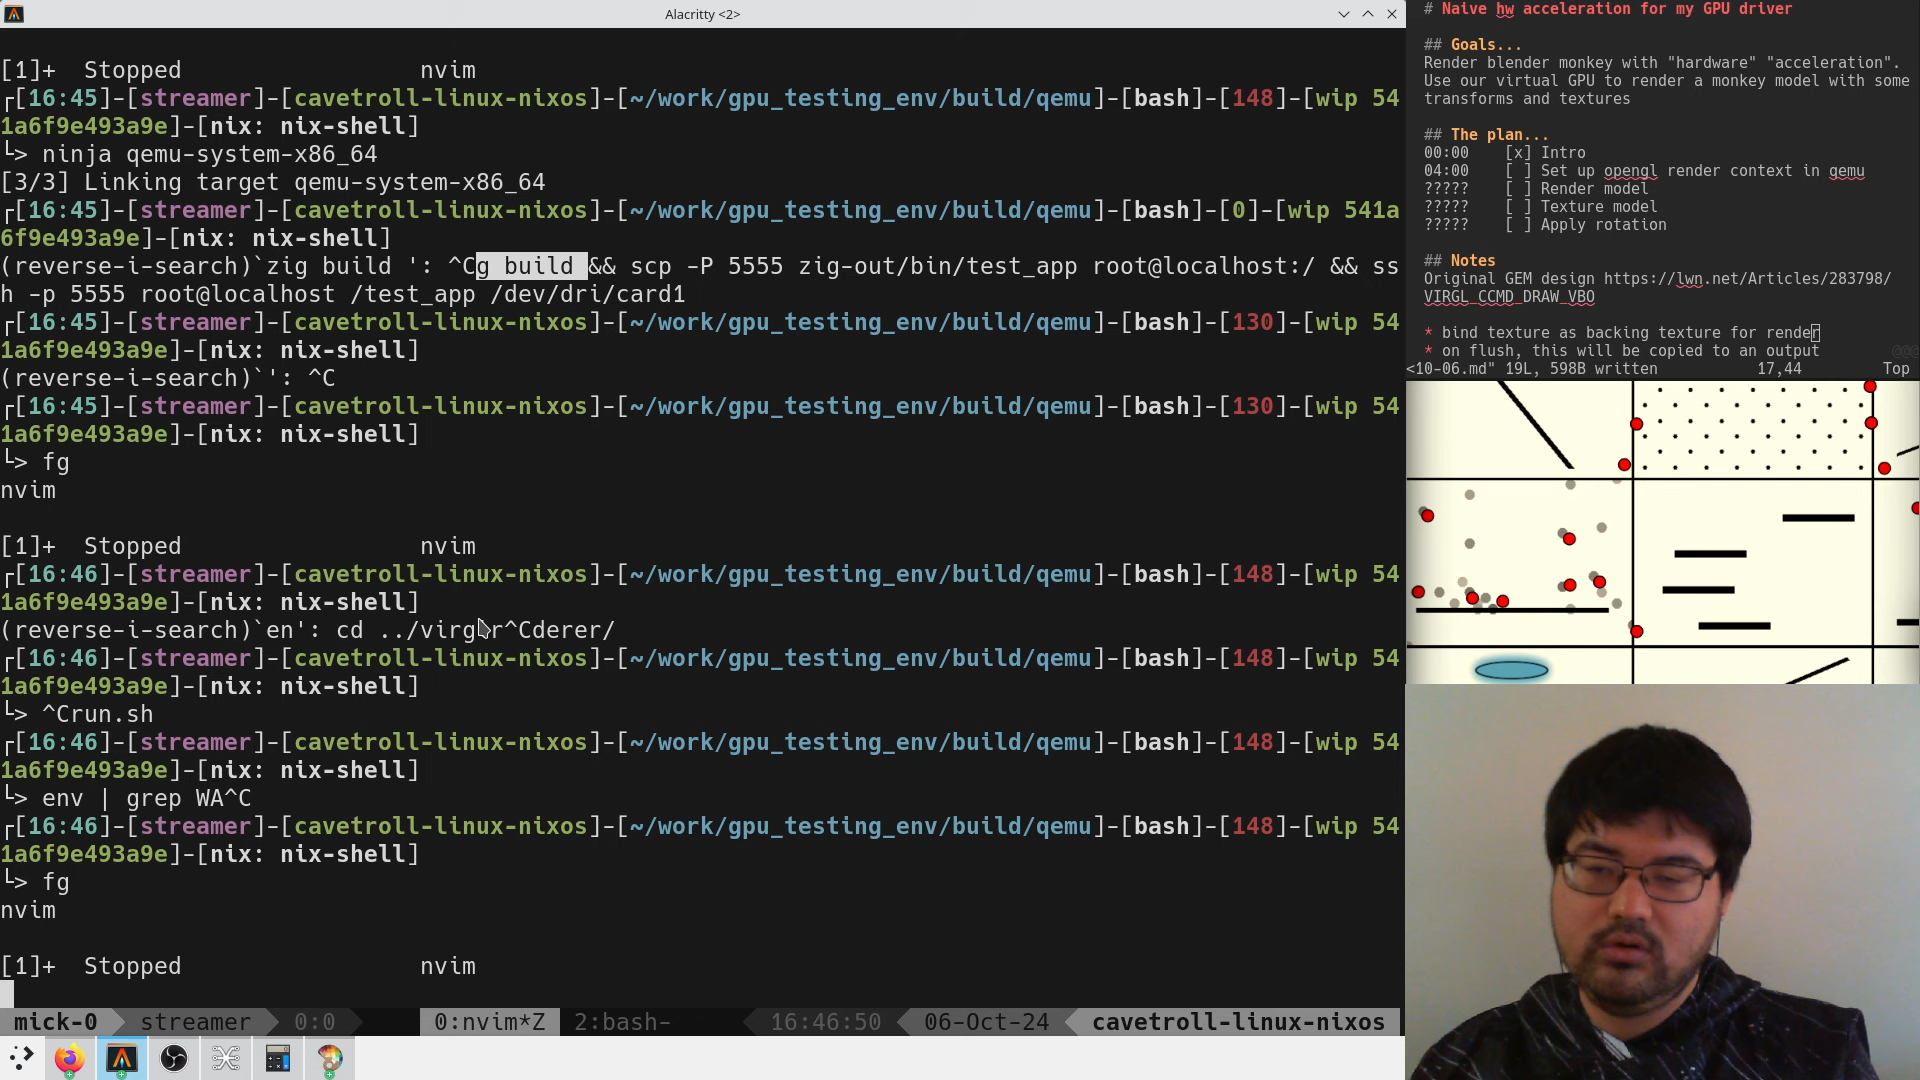 Alacritty <2>
[1]+  Stopped                 nvim
┌[16:45]-[streamer]-[cavetroll-linux-nixos]-[~/work/gpu_testing_env/build/qemu]-[bash]-[148]-[wip 54
1a6f9e493a9e]-[nix: nix-shell]
└> ninja qemu-system-x86_64
[3/3] Linking target qemu-system-x86_64
┌[16:45]-[streamer]-[cavetroll-linux-nixos]-[~/work/gpu_testing_env/build/qemu]-[bash]-[0]-[wip 541a
6f9e493a9e]-[nix: nix-shell]
(reverse-i-search)`zig build ': ^Cg build && scp -P 5555 zig-out/bin/test_app root@localhost:/ && ss
h -p 5555 root@localhost /test_app /dev/dri/card1
┌[16:45]-[streamer]-[cavetroll-linux-nixos]-[~/work/gpu_testing_env/build/qemu]-[bash]-[130]-[wip 54
1a6f9e493a9e]-[nix: nix-shell]
(reverse-i-search)`': ^C
┌[16:45]-[streamer]-[cavetroll-linux-nixos]-[~/work/gpu_testing_env/build/qemu]-[bash]-[130]-[wip 54
1a6f9e493a9e]-[nix: nix-shell]
└> fg
nvim
[1]+  Stopped                 nvim
┌[16:46]-[streamer]-[cavetroll-linux-nixos]-[~/work/gpu_testing_env/build/qemu]-[bash]-[148]-[wip 54
1a6f9e493a9e]-[nix: nix-shell]
(reverse-i-search)`en': cd ../virglr^Cderer/
┌[16:46]-[streamer]-[cavetroll-linux-nixos]-[~/work/gpu_testing_env/build/qemu]-[bash]-[148]-[wip 54
1a6f9e493a9e]-[nix: nix-shell]
└> ^Crun.sh
┌[16:46]-[streamer]-[cavetroll-linux-nixos]-[~/work/gpu_testing_env/build/qemu]-[bash]-[148]-[wip 54
1a6f9e493a9e]-[nix: nix-shell]
└> env | grep WA^C
┌[16:46]-[streamer]-[cavetroll-linux-nixos]-[~/work/gpu_testing_env/build/qemu]-[bash]-[148]-[wip 54
1a6f9e493a9e]-[nix: nix-shell]
└> fg
nvim
[1]+  Stopped                 nvim
mick-0 streamer 0:0 0:nvim*Z 2:bash- 16:46:50 06-Oct-24 cavetroll-linux-nixos
# Naive hw acceleration for my GPU driver
## Goals...
Render blender monkey with "hardware" "acceleration".
Use our virtual GPU to render a monkey model with some
transforms and textures
## The plan...
00:00    [x] Intro
04:00    [ ] Set up opengl render context in qemu
?????    [ ] Render model
?????    [ ] Texture model
?????    [ ] Apply rotation
## Notes
Original GEM design https://lwn.net/Articles/283798/
VIRGL_CCMD_DRAW_VBO
* bind texture as backing texture for render
* on flush, this will be copied to an output @@@
<10-06.md" 19L, 598B written 17,44 Top